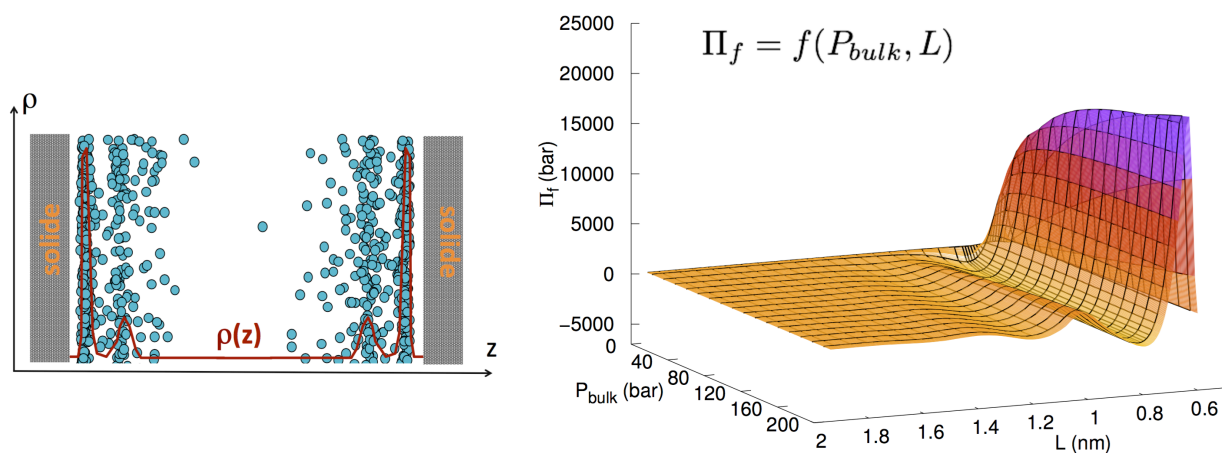 ρ
solide
solide
ρ(z)
z
Π_f = f(P_bulk, L)
25000
20000
15000
10000
5000
0
−5000
Π_f (bar)
0
40
80
120
160
200
P_bulk (bar)
2
1.8
1.6
1.4
1.2
1
0.8
0.6
L (nm)